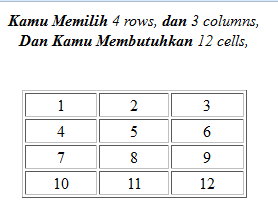 Kamu Memilih 4 rows, dan 3 columns,
Dan Kamu Membutuhkan 12 cells,
1 2 3
4 5 6
7 8 9
10 11 12